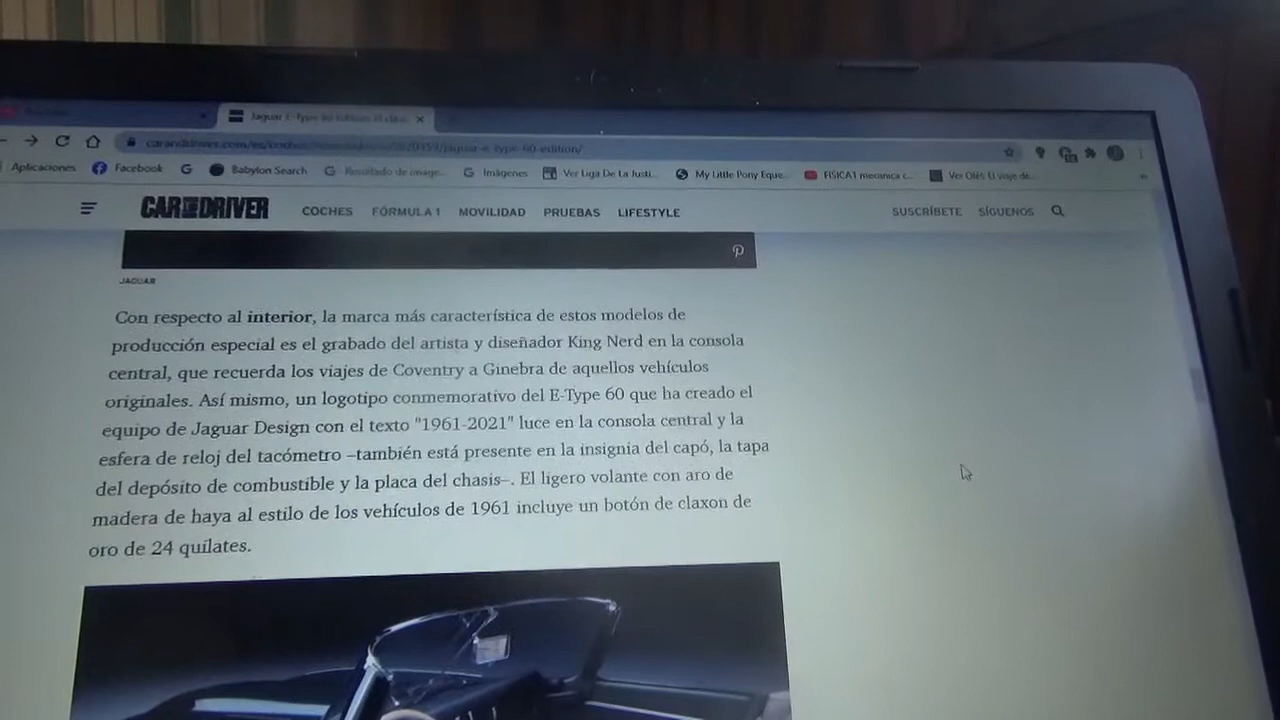 Jaguar E-Type 60 edition: El clás...
caranddriver.com/es/coches/
/jaguar-e-type-60-edition/
Aplicaciones Facebook Babylon Search Resultado de image... Imágenes Ver Liga De La Justi... My Little Pony Eque... FISICA1 mecanica c... Ver Olé!: El viaje de...
CAR AND DRIVER COCHES FÓRMULA 1 MOVILIDAD PRUEBAS LIFESTYLE SUSCRÍBETE SÍGUENOS
JAGUAR
Con respecto al interior, la marca más característica de estos modelos de
producción especial es el grabado del artista y diseñador King Nerd en la consola
central, que recuerda los viajes de Coventry a Ginebra de aquellos vehículos
originales. Así mismo, un logotipo conmemorativo del E-Type 60 que ha creado el
equipo de Jaguar Design con el texto "1961-2021" luce en la consola central y la
esfera de reloj del tacómetro –también está presente en la insignia del capó, la tapa
del depósito de combustible y la placa del chasis–. El ligero volante con aro de
madera de haya al estilo de los vehículos de 1961 incluye un botón de claxon de
oro de 24 quilates.